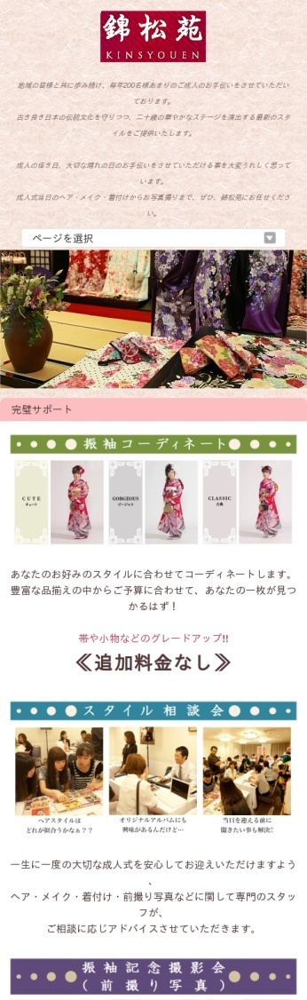 錦松苑
KINSYOUEN
地域の皆様と共に歩み続け、毎年200名様あまりのご成人のお手伝いをさせていただい
ております。
古き良き日本の伝統文化を守りつつ、二十歳の華やかなステージを演出する最新のスタ
イルをご提供いたします。
成人の佳き日、大切な晴れの日のお手伝いをさせていただける事を大変うれしく思って
います。
成人式当日のヘア・メイク・着付けからお写真撮りまで、ぜひ、錦松苑にお任せくださ
い。
ページを選択
完璧サポート
振袖コーディネート
CUTE
キュート
GORGEOUS
ゴージャス
CLASSIC
古典
あなたのお好みのスタイルに合わせてコーディネートします。
豊富な品揃えの中からご予算に合わせて、あなたの一枚が見つ
かるはず！
帯や小物などのグレードアップ!!
≪追加料金なし≫
スタイル相談会
ヘアスタイルは
どれが似合うかなぁ？？
オリジナルアルバムにも
興味があるんだけど…
当日を迎える前に
聞きたい事も解決!!
一生に一度の大切な成人式を安心してお迎えいただけますよう
、
ヘア・メイク・着付け・前撮り写真などに関して専門のスタッ
フが、
ご相談に応じアドバイスさせていただきます。
振袖記念撮影会
(前撮り写真)